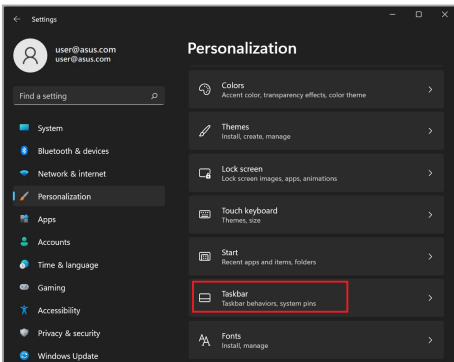 Settings
user@asus.com
user@asus.com
Find a setting
System
Bluetooth & devices
Network & internet
Personalization
Apps
Accounts
Time & language
Gaming
Accessibility
Privacy & security
Windows Update
Personalization
Colors
Accent color, transparency effects, color theme
Themes
Install, create, manage
Lock screen
Lock screen images, apps, animations
Touch keyboard
Themes, size
Start
Recent apps and items, folders
Taskbar
Taskbar behaviors, system pins
Fonts
Install, manage